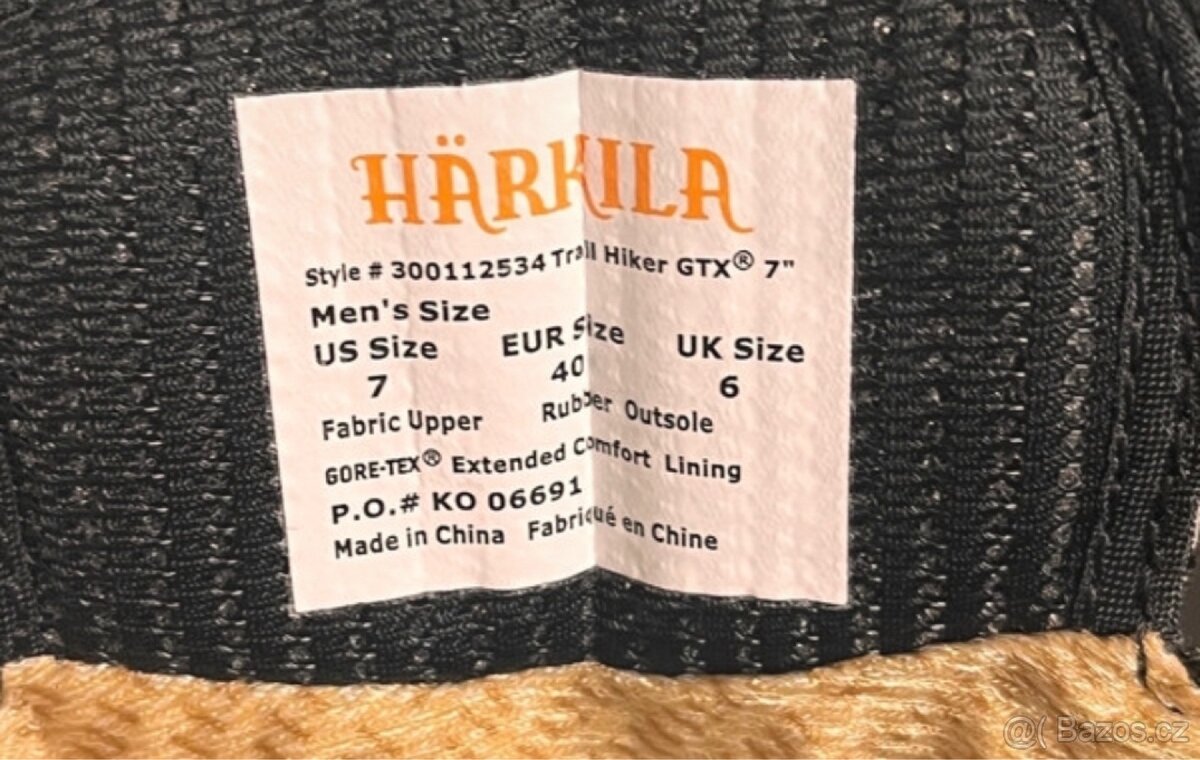 HÄRKILA
Style # 300112534 Trail Hiker GTX® 7"
Men's Size
US Size EUR Size UK Size
7 40 6
Fabric Upper Rubber Outsole
GORE-TEX® Extended Comfort Lining
P.O.# KO 06691
Made in China Fabriqué en Chine
@( Bazos.cz